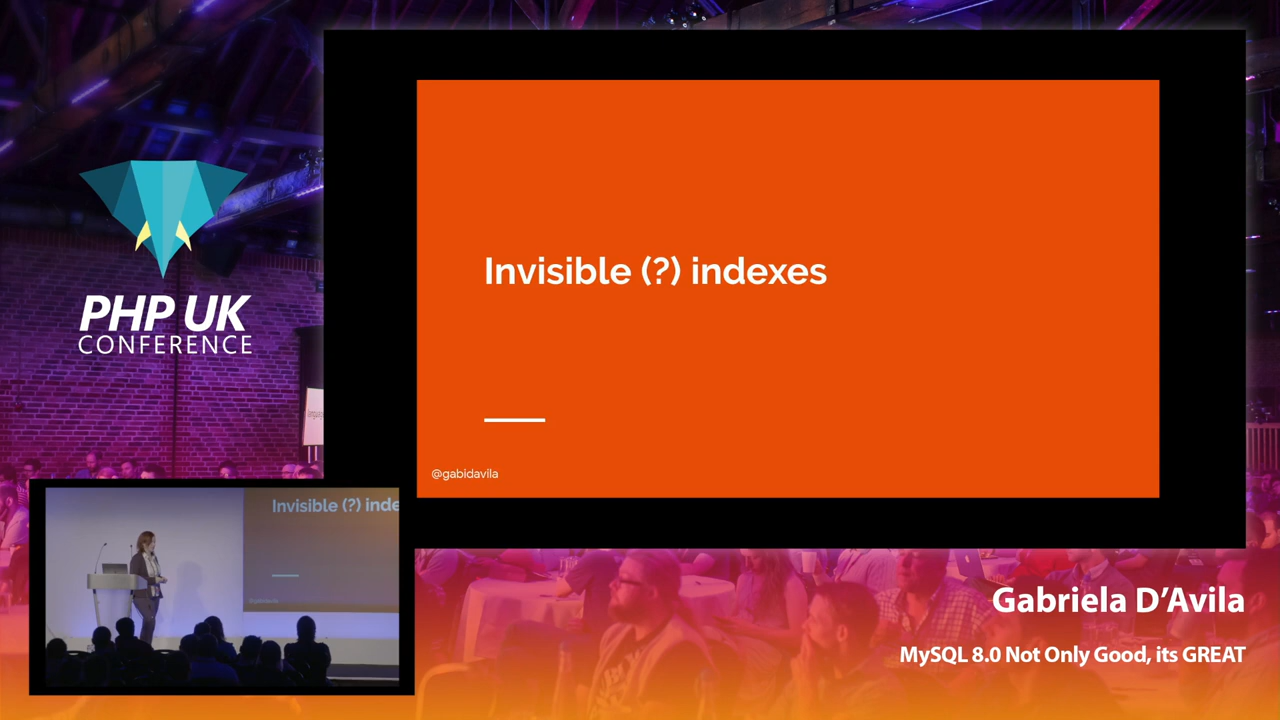 Invisible (?) indexes
@gabidavila
PHP UK
CONFERENCE
Invisible (?) inde
Gabriela D’Avila
MySQL 8.0 Not Only Good, its GREAT